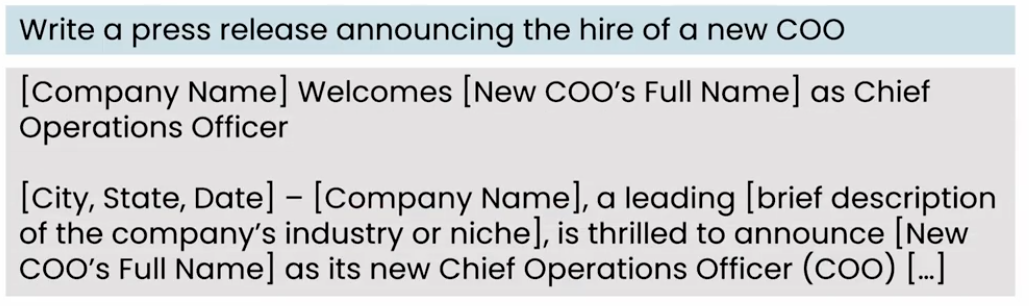 Write a press release announcing the hire of a new COO
[Company Name] Welcomes [New COO’s Full Name] as Chief
Operations Officer
[City, State, Date] – [Company Name], a leading [brief description
of the company’s industry or niche], is thrilled to announce [New
COO’s Full Name] as its new Chief Operations Officer (COO) […]